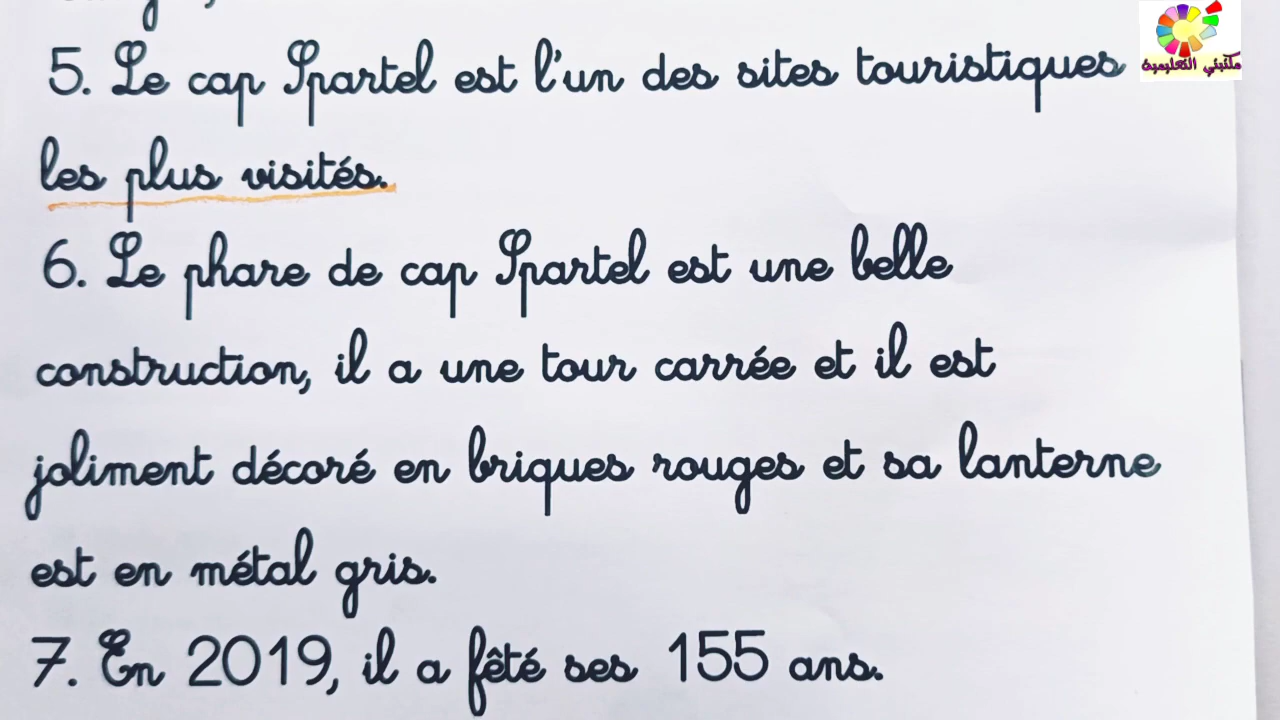 5. Le cap Spartel est l'un des sites touristiques
les plus visités.
6. Le phare de cap Spartel est une belle
construction, il a une tour carrée et il est
joliment décoré en briques rouges et sa lanterne
est en métal gris.
7. En 2019, il a fêté ses 155 ans.
مكتبتي التعليمية